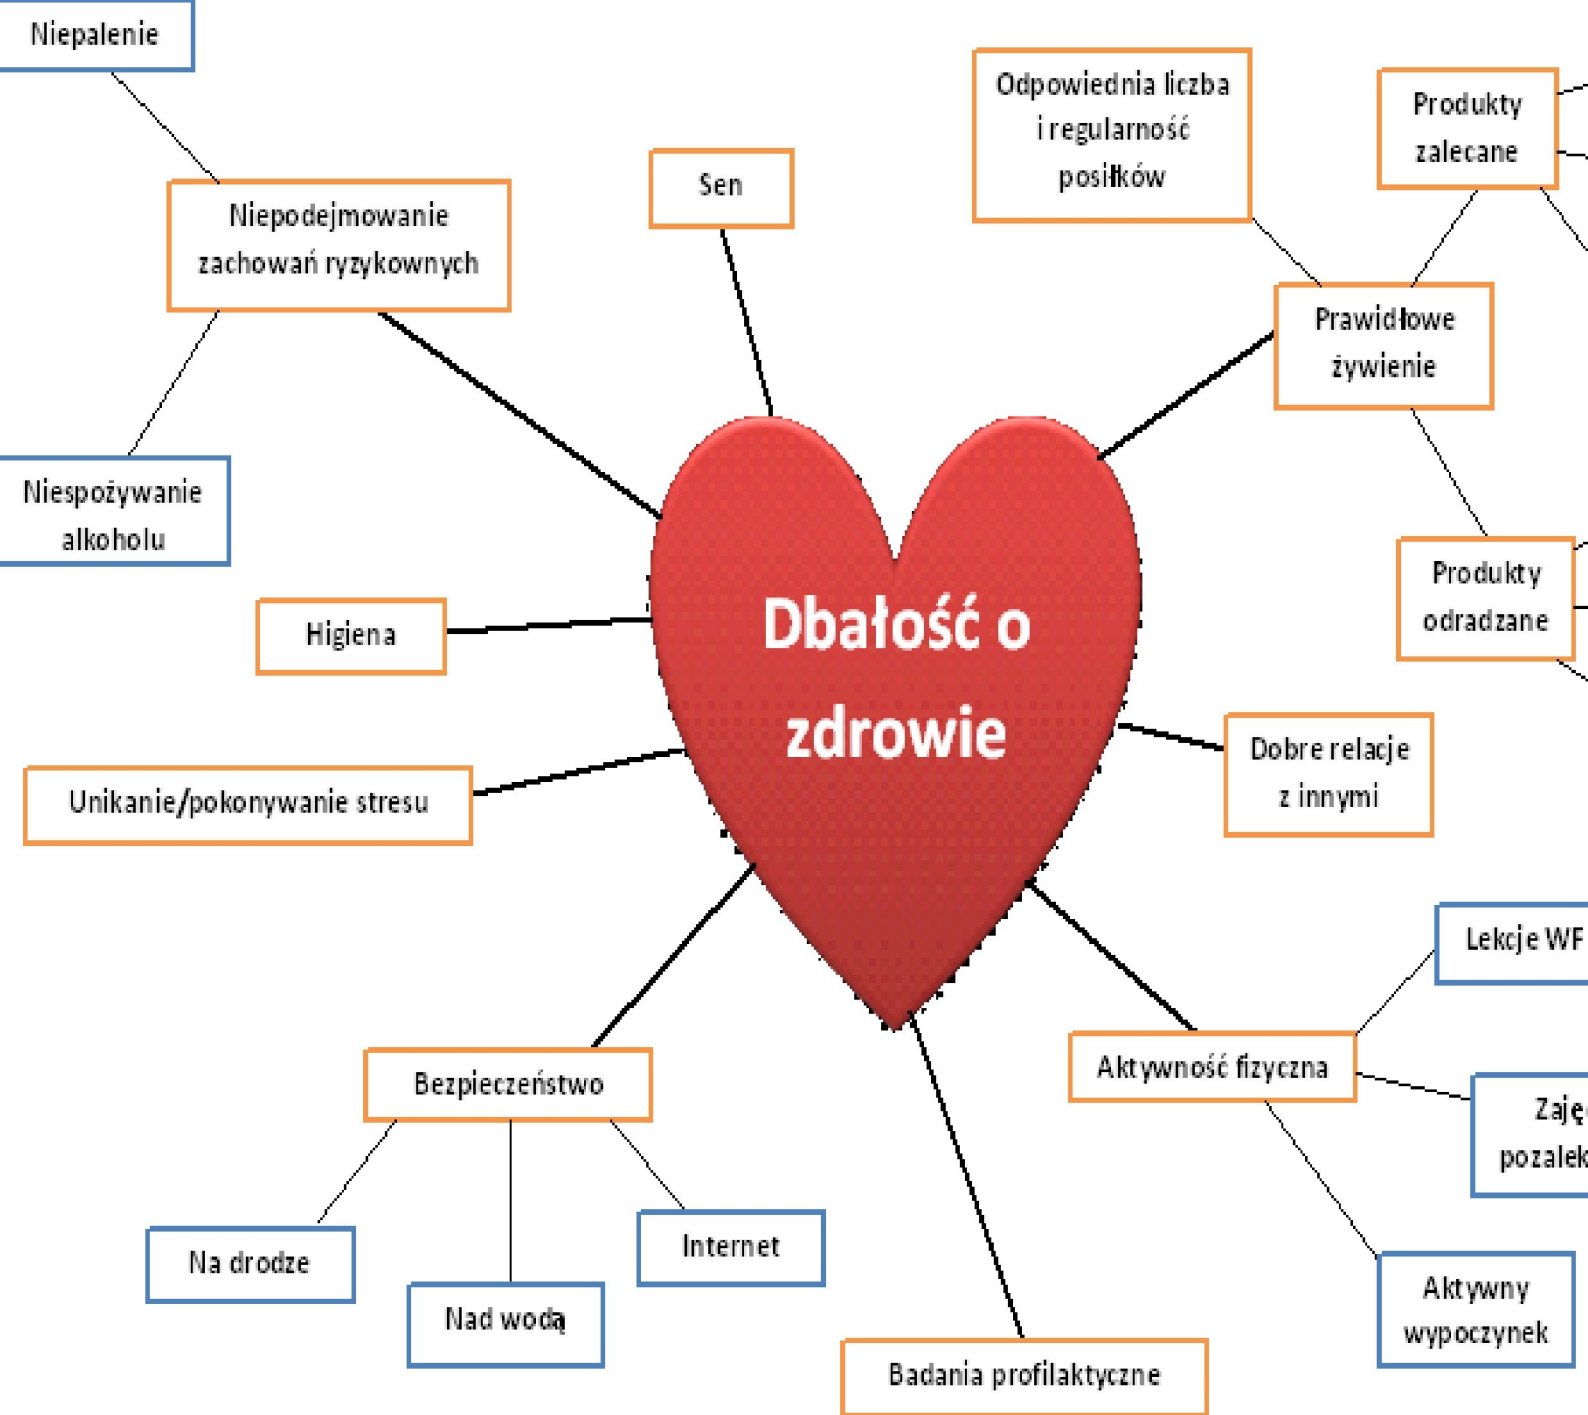 Niepalenie
Odpowiednia liczba
i regularność
posiłków
Produkty
zalecane
Sen
Niepodejmowanie
zachowań ryzykownych
Prawidłowe
żywienie
Niespożywanie
alkoholu
Produkty
odradzane
Higiena
Dbałość o
zdrowie
Dobre relacje
z innymi
Unikanie/pokonywanie stresu
Lekcje WF
Aktywność fizyczna
Bezpieczeństwo
Na drodze
Nad wodą
Internet
Aktywny
wypoczynek
Badania profilaktyczne